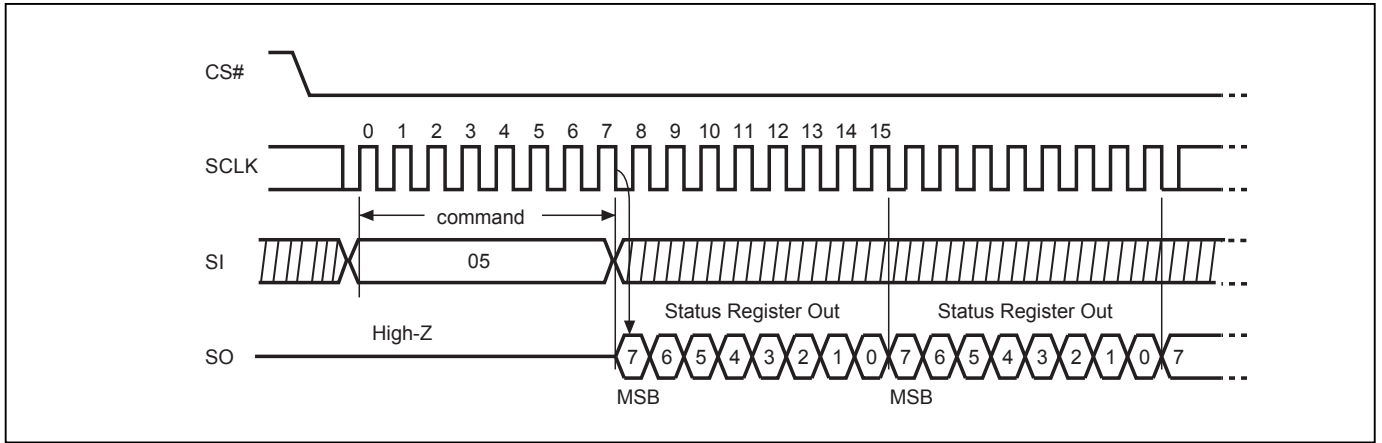 CS#
0 1 2 3 4 5 6 7 8 9 10 11 12 13 14 15
SCLK
command
SI
05
Status Register Out Status Register Out
High-Z
SO
7 6 5 4 3 2 1 0 7 6 5 4 3 2 1 0 7
MSB MSB